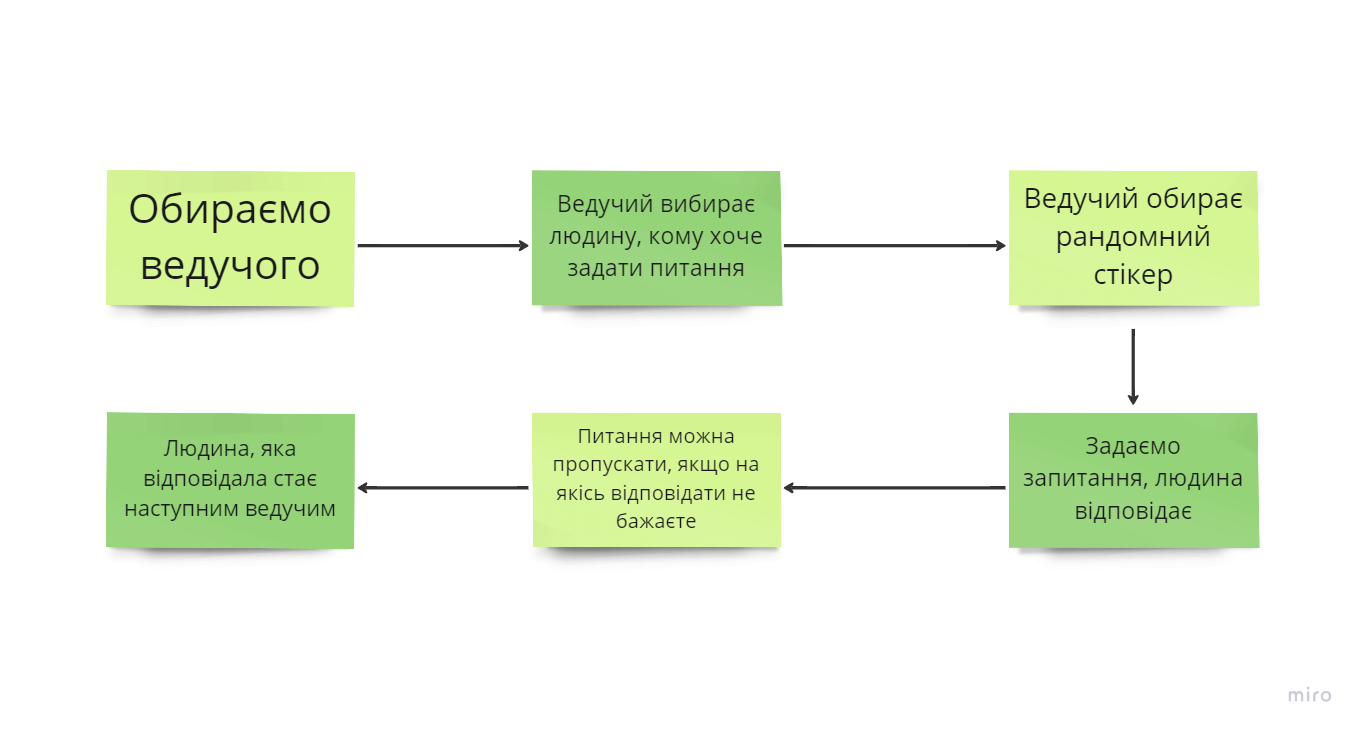 Обираємо
ведучого
Ведучий вибирає
людину, кому хоче
задати питання
Ведучий обирає
рандомний
стікер
Задаємо
запитання, людина
відповідає
Питання можна
пропускати, якщо на
якісь відповідати не
бажаєте
Людина, яка
відповідала стає
наступним ведучим
miro